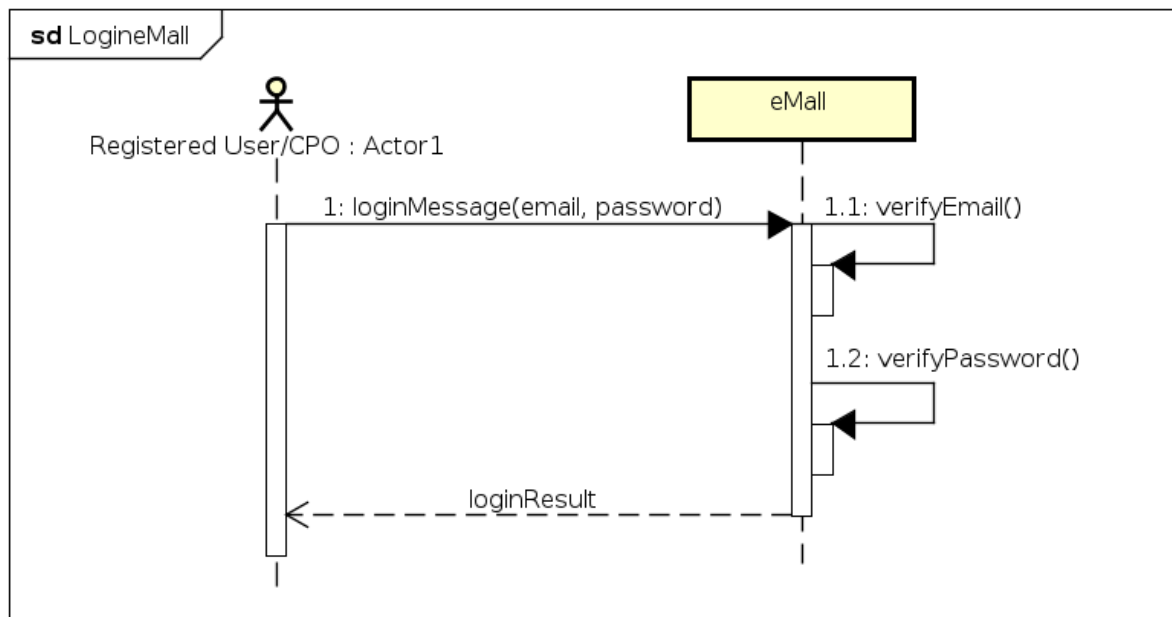 sd LogineMall
eMall
Registered User/CPO : Actor1
1: loginMessage(email, password)
1.1: verifyEmail()
1.2: verifyPassword()
loginResult